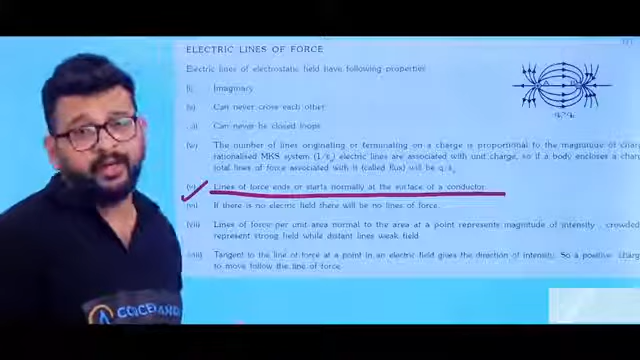 ELECTRIC LINES OF FORCE
Electric lines of electrostatic field have following properties
(i) Imaginary
(ii) Can never cross each other
Can never be closed loops
(iv) The number of lines originating or terminating on a charge is proportional to the magnitude of
rationalised MKS system electric lines are associated with unit charge, so if a body encloses a
total lines of force associated with it (called flux) will be
(v) Lines of force ends or starts normally at the surface of a conductor
If there is no electric field there will be no lines of force.
(vii) Lines of force per unit area normal to the area at a point represents magnitude of intensity, crowded
represent strong field while distant lines weak field
(viii) Tangent to the line of force at a point in an electric field gives the direction of intensity. So a positive
to move follow the line of force